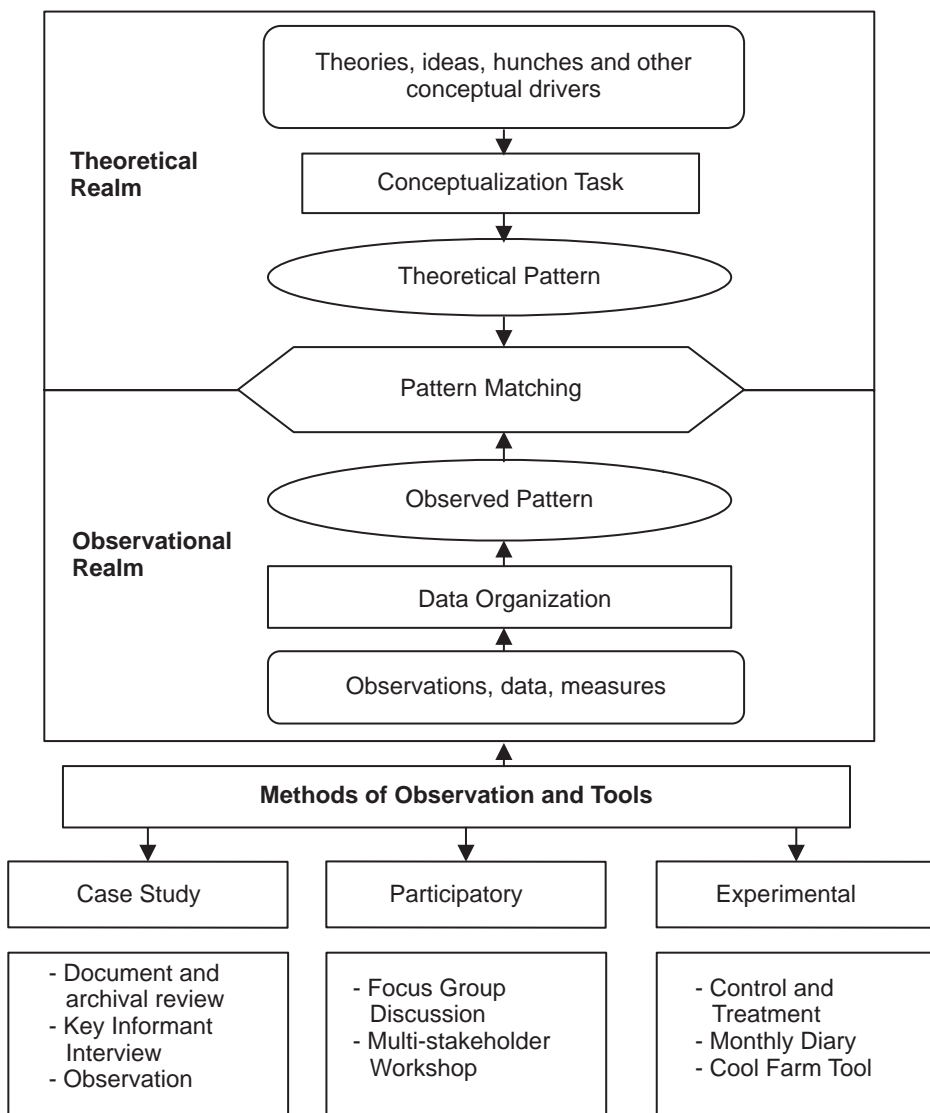 Theories, ideas, hunches and other
conceptual drivers
Theoretical
Realm
Conceptualization Task
Theoretical Pattern
Pattern Matching
Observed Pattern
Observational
Realm
Data Organization
Observations, data, measures
Methods of Observation and Tools
Case Study
Participatory
Experimental
- Document and
archival review
- Key Informant
Interview
- Observation
- Focus Group
Discussion
- Multi-stakeholder
Workshop
- Control and
Treatment
- Monthly Diary
- Cool Farm Tool